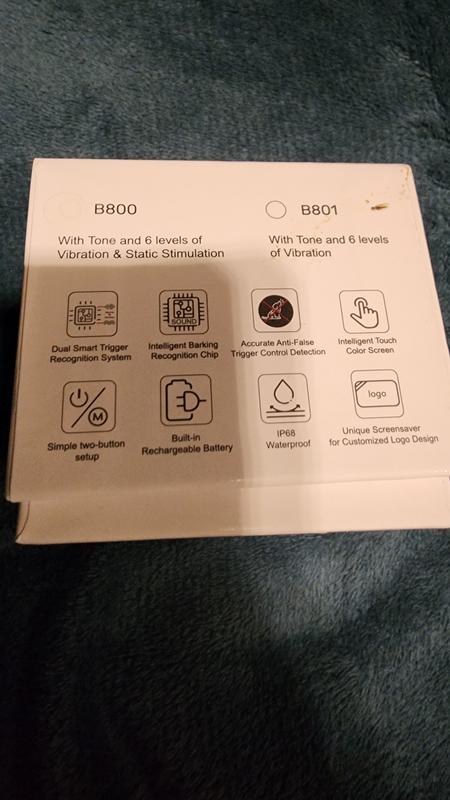 B800
B801
With Tone and 6 levels of
Vibration & Static Stimulation
With Tone and 6 levels
of Vibration
SOUND
Dual Smart Trigger
Recognition System
Intelligent Barking
Recognition Chip
Accurate Anti-False
Trigger Control Detection
Intelligent Touch
Color Screen
M
logo
Simple two-button
setup
Built-in
Rechargeable Battery
IP68
Waterproof
Unique Screensaver
for Customized Logo Design